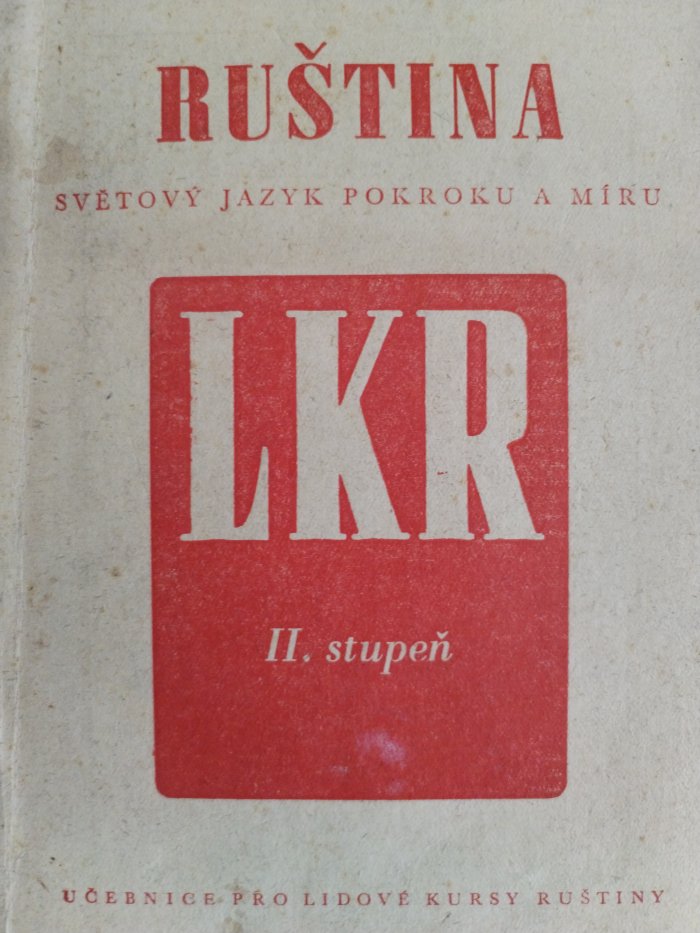 RUŠTINA
SVĚTOVÝ JAZYK POKROKU A MÍRU
LKR
II. stupeň
UČEBNICE PRO LIDOVÉ KURSY RUŠTINY